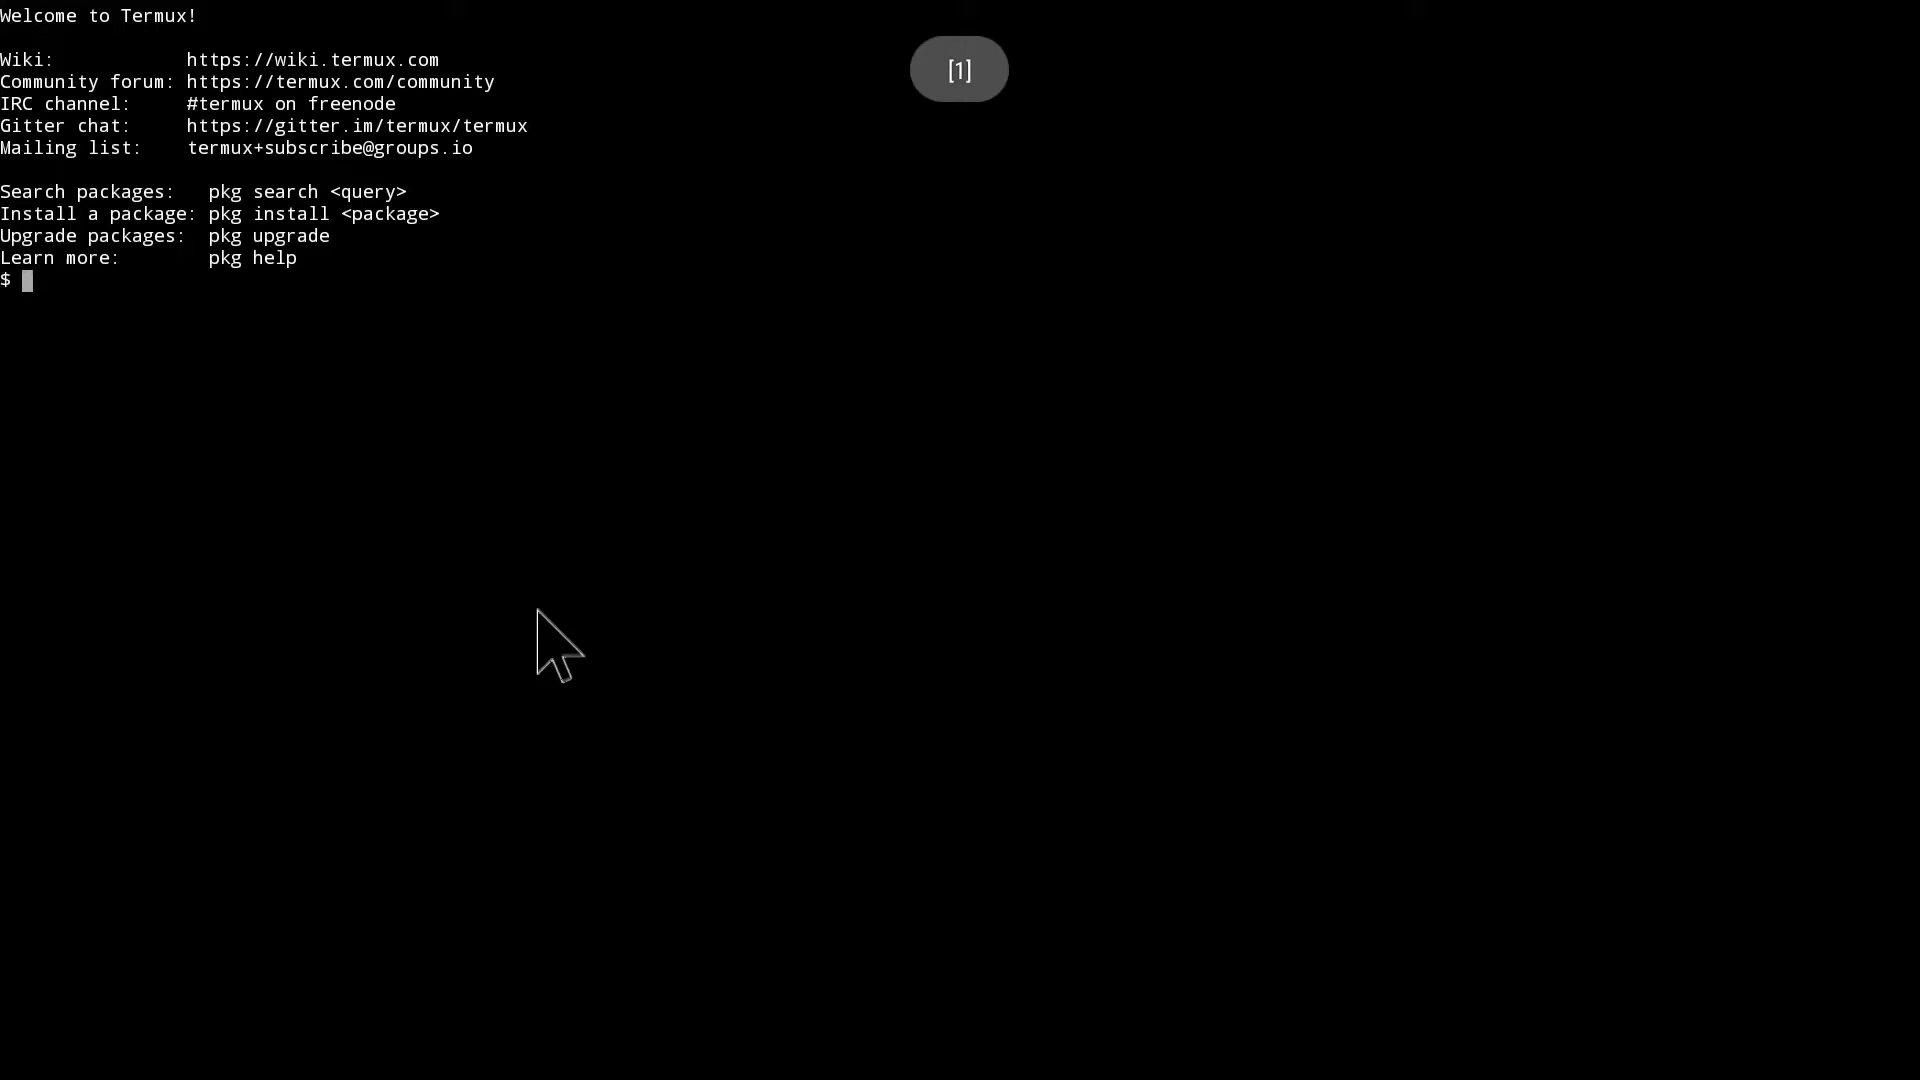 Welcome to Termux!
[1]
Wiki:            https://wiki.termux.com
Community forum: https://termux.com/community
IRC channel:     #termux on freenode
Gitter chat:     https://gitter.im/termux/termux
Mailing list:    termux+subscribe@groups.io
Search packages:   pkg search <query>
Install a package: pkg install <package>
Upgrade packages:  pkg upgrade
Learn more:        pkg help
$